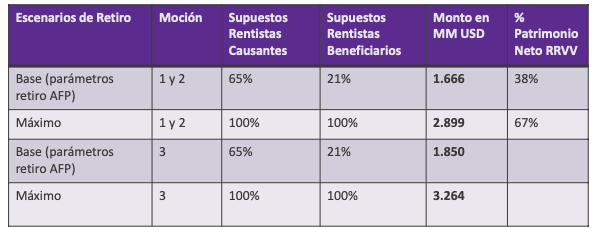 Escenarios de Retiro Moción Supuestos Rentistas Causantes Supuestos Rentistas Beneficiarios Monto en MM USD % Patrimonio Neto RRVV
Base (parámetros retiro AFP) 1 y 2 65% 21% 1.666 38%
Máximo 1 y 2 100% 100% 2.899 67%
Base (parámetros retiro AFP) 3 65% 21% 1.850
Máximo 3 100% 100% 3.264